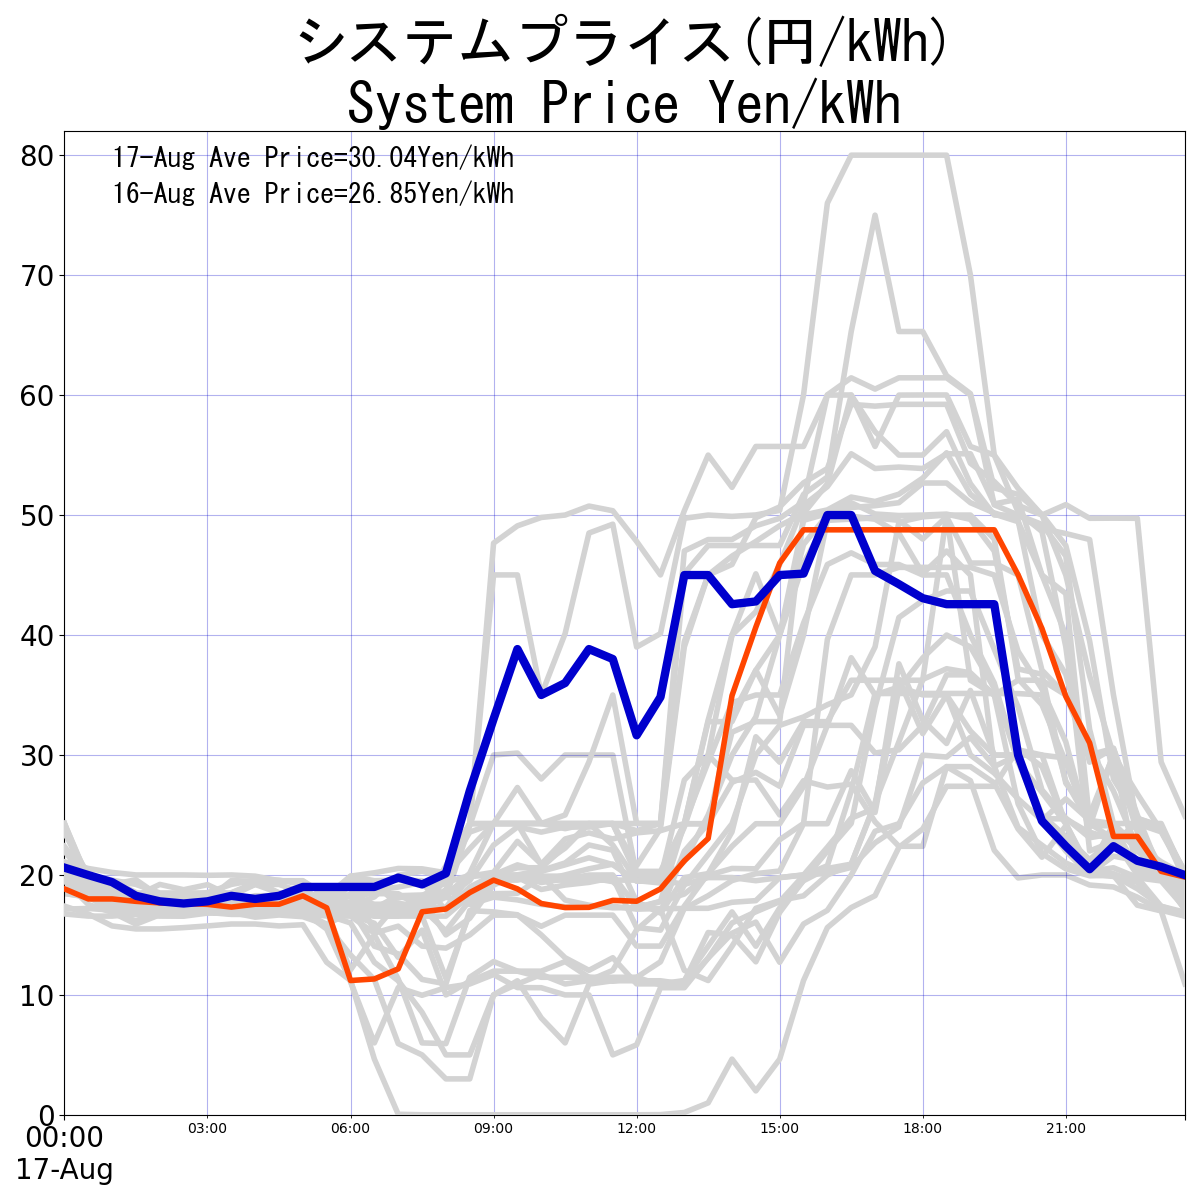 システムプライス(円/kWh)
System Price Yen/kWh
17-Aug Ave Price=30.04Yen/kWh
16-Aug Ave Price=26.85Yen/kWh
80
70
60
50
40
30
20
10
0
00:00 03:00 06:00 09:00 12:00 15:00 18:00 21:00
17-Aug